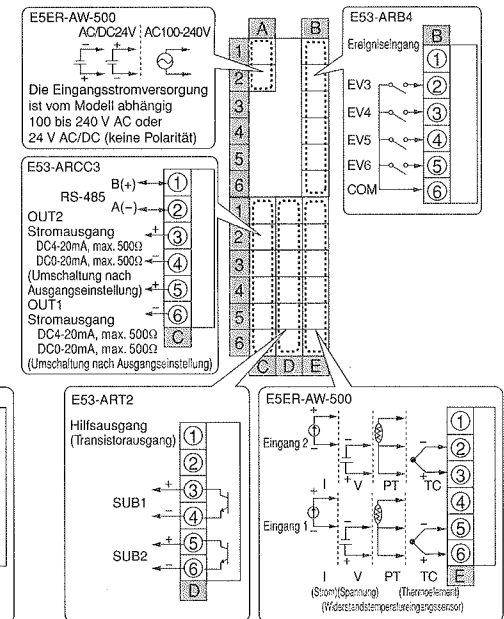 E5ER-AW-500
AC/DC24V AC100-240V
Die Eingangsstromversorgung
ist vom Modell abhängig
100 bis 240 V AC oder
24 V AC/DC (keine Polarität)
A B
1
2
3
4
5
6
1
2
3
4
5
6
C D E
E53-ARB4
Ereigniseingang
B
1
EV3 2
EV4 3
EV5 4
EV6 5
COM 6
E53-ARCC3
B(+) 1
RS-485
A(−) 2
OUT2
Stromausgang + 3
DC4-20mA, max. 500Ω
DC0-20mA, max. 500Ω − 4
(Umschaltung nach
Ausgangseinstellung) + 5
OUT1
Stromausgang − 6
DC4-20mA, max. 500Ω C
DC0-20mA, max. 500Ω
(Umschaltung nach Ausgangseinstellung)
E53-ART2
Hilfsausgang
(Transistorausgang)
1
2
+ 3
SUB1
− 4
+ 5
SUB2
− 6
D
E5ER-AW-500
1
Eingang 2 + − − 2
+ + 3
I V PT TC
4
Eingang 1 + − − 5
+ + 6
I V PT TC E
(Strom)(Spannung) (Thermoelement)
(Widerstandstemperatureingangssensor)